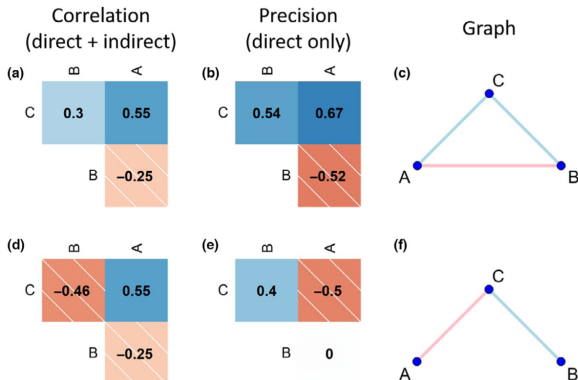 Correlation
(direct + indirect)
Precision
(direct only)
Graph
(a)
B
A
C
0.3
0.55
B
−0.25
(b)
B
A
C
0.54
0.67
B
−0.52
(c)
C
A
B
(d)
B
A
C
−0.46
0.55
B
−0.25
(e)
B
A
C
0.4
−0.5
B
0
(f)
C
A
B